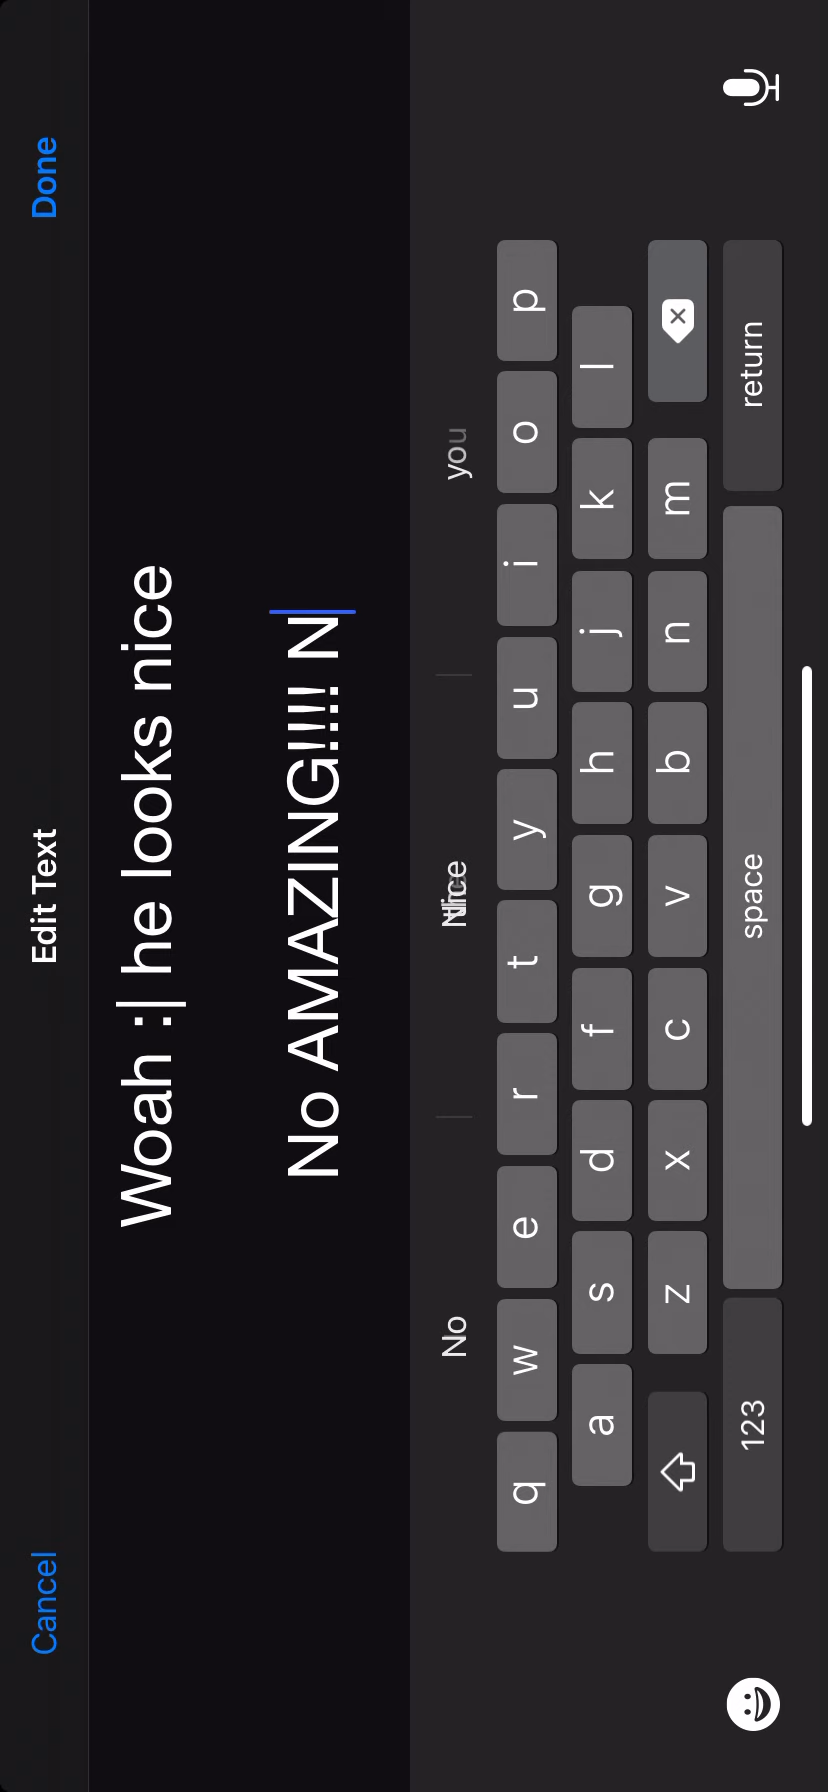 Cancel Edit Text Done
Woah :| he looks nice
No AMAZING!!!! N
No you
q w e r t y u i o p
a s d f g h j k l
z x c v b n m
123 space return